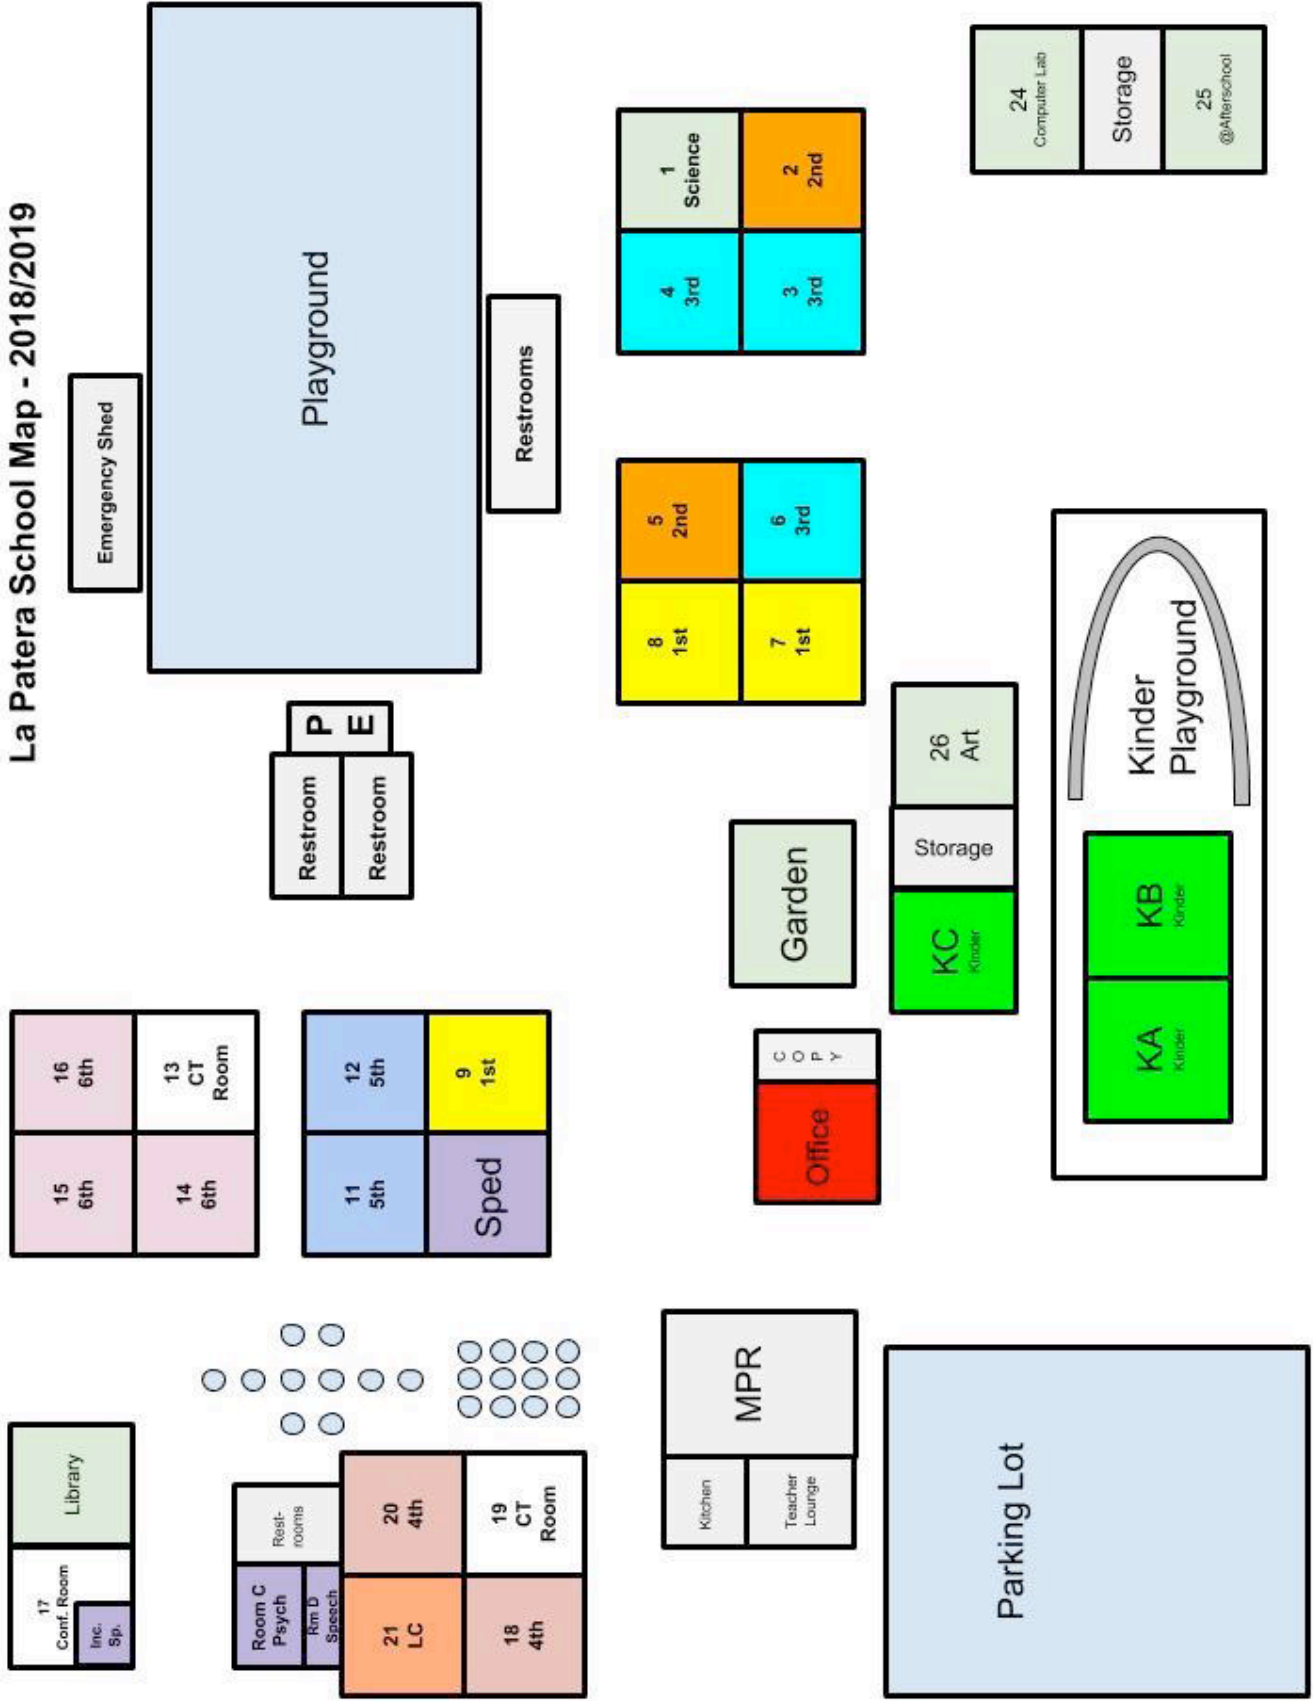 La Patera School Map - 2018/2019
17
Conf. Room
Inc.
Sp.
Library
15
6th
16
6th
14
6th
13
CT
Room
Emergency Shed
Playground
Restroom
Restroom
P
E
Restrooms
Room C
Psych
Rm D
Speech
Rest-
rooms
21
LC
20
4th
18
4th
19
CT
Room
11
5th
12
5th
Sped
9
1st
8
1st
5
2nd
7
1st
6
3rd
4
3rd
1
Science
3
3rd
2
2nd
Kitchen
Teacher
Lounge
MPR
Office
C
O
P
Y
Garden
KC
Kinder
Storage
26
Art
Parking Lot
KA
Kinder
KB
Kinder
Kinder
Playground
24
Computer Lab
Storage
25
@Afterschool